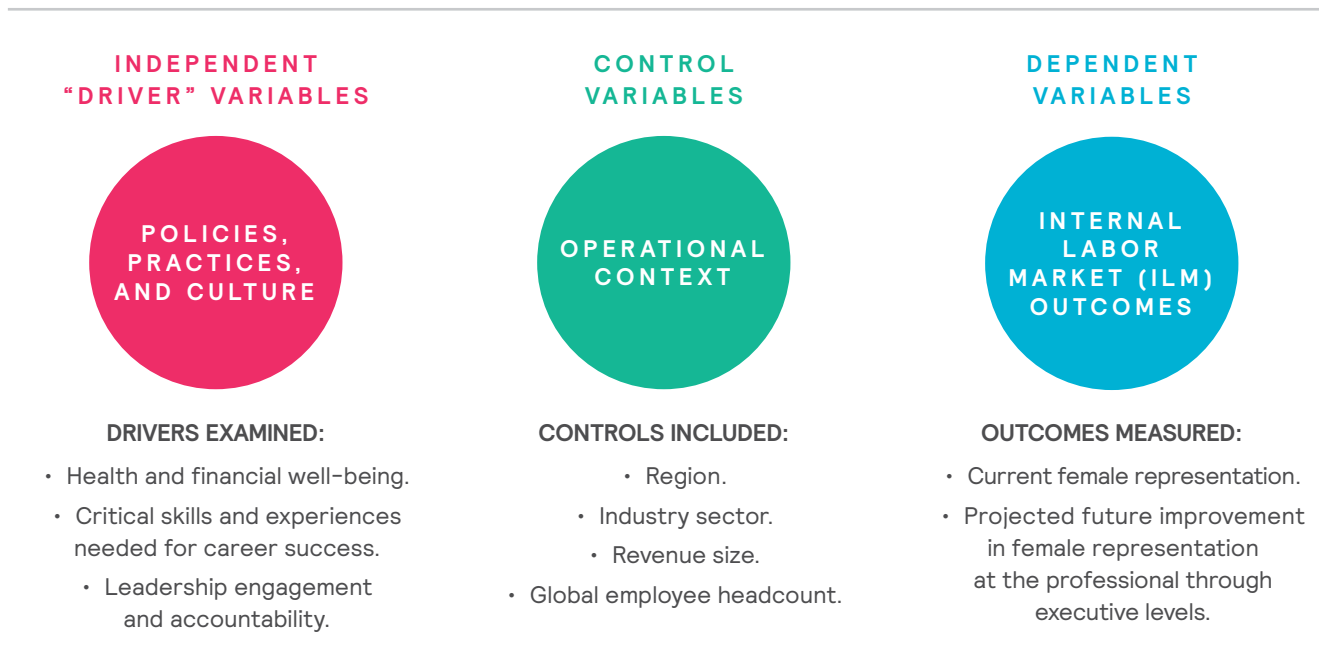 INDEPENDENT
“DRIVER” VARIABLES
POLICIES,
PRACTICES,
AND CULTURE
DRIVERS EXAMINED:
• Health and financial well-being.
• Critical skills and experiences
needed for career success.
• Leadership engagement
and accountability.
CONTROL
VARIABLES
OPERATIONAL
CONTEXT
CONTROLS INCLUDED:
• Region.
• Industry sector.
• Revenue size.
• Global employee headcount.
DEPENDENT
VARIABLES
INTERNAL
LABOR
MARKET (ILM)
OUTCOMES
OUTCOMES MEASURED:
• Current female representation.
• Projected future improvement
in female representation
at the professional through
executive levels.